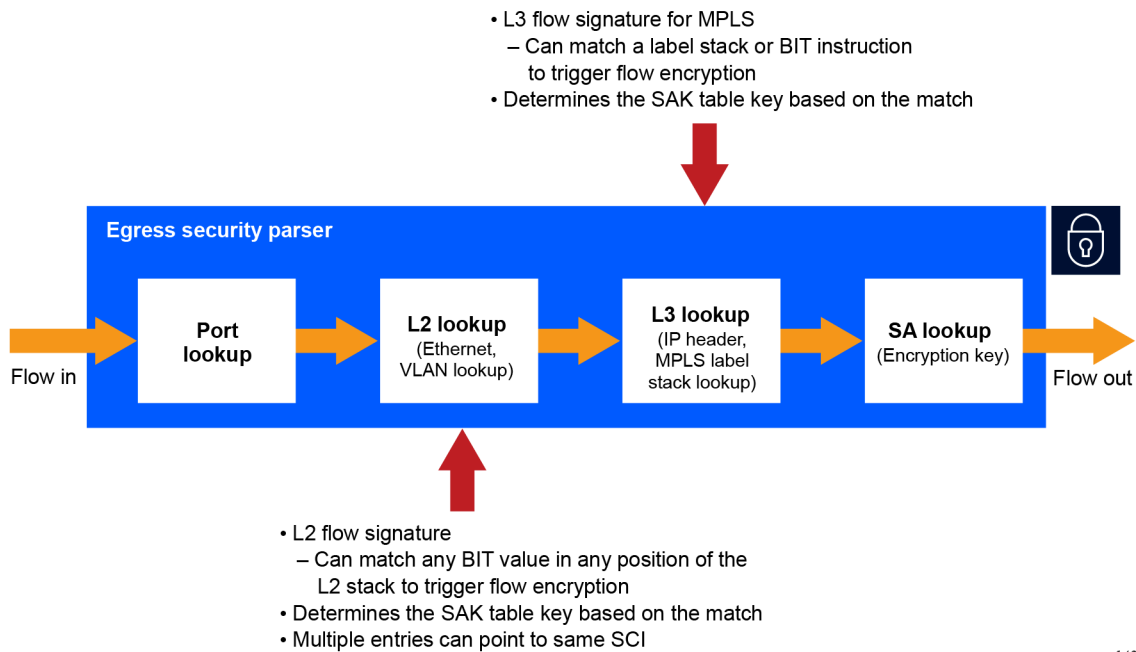 • L3 flow signature for MPLS
– Can match a label stack or BIT instruction
to trigger flow encryption
• Determines the SAK table key based on the match
Egress security parser
Flow in
Port
lookup
L2 lookup
(Ethernet,
VLAN lookup)
L3 lookup
(IP header,
MPLS label
stack lookup)
SA lookup
(Encryption key)
Flow out
• L2 flow signature
– Can match any BIT value in any position of the
L2 stack to trigger flow encryption
• Determines the SAK table key based on the match
• Multiple entries can point to same SCI